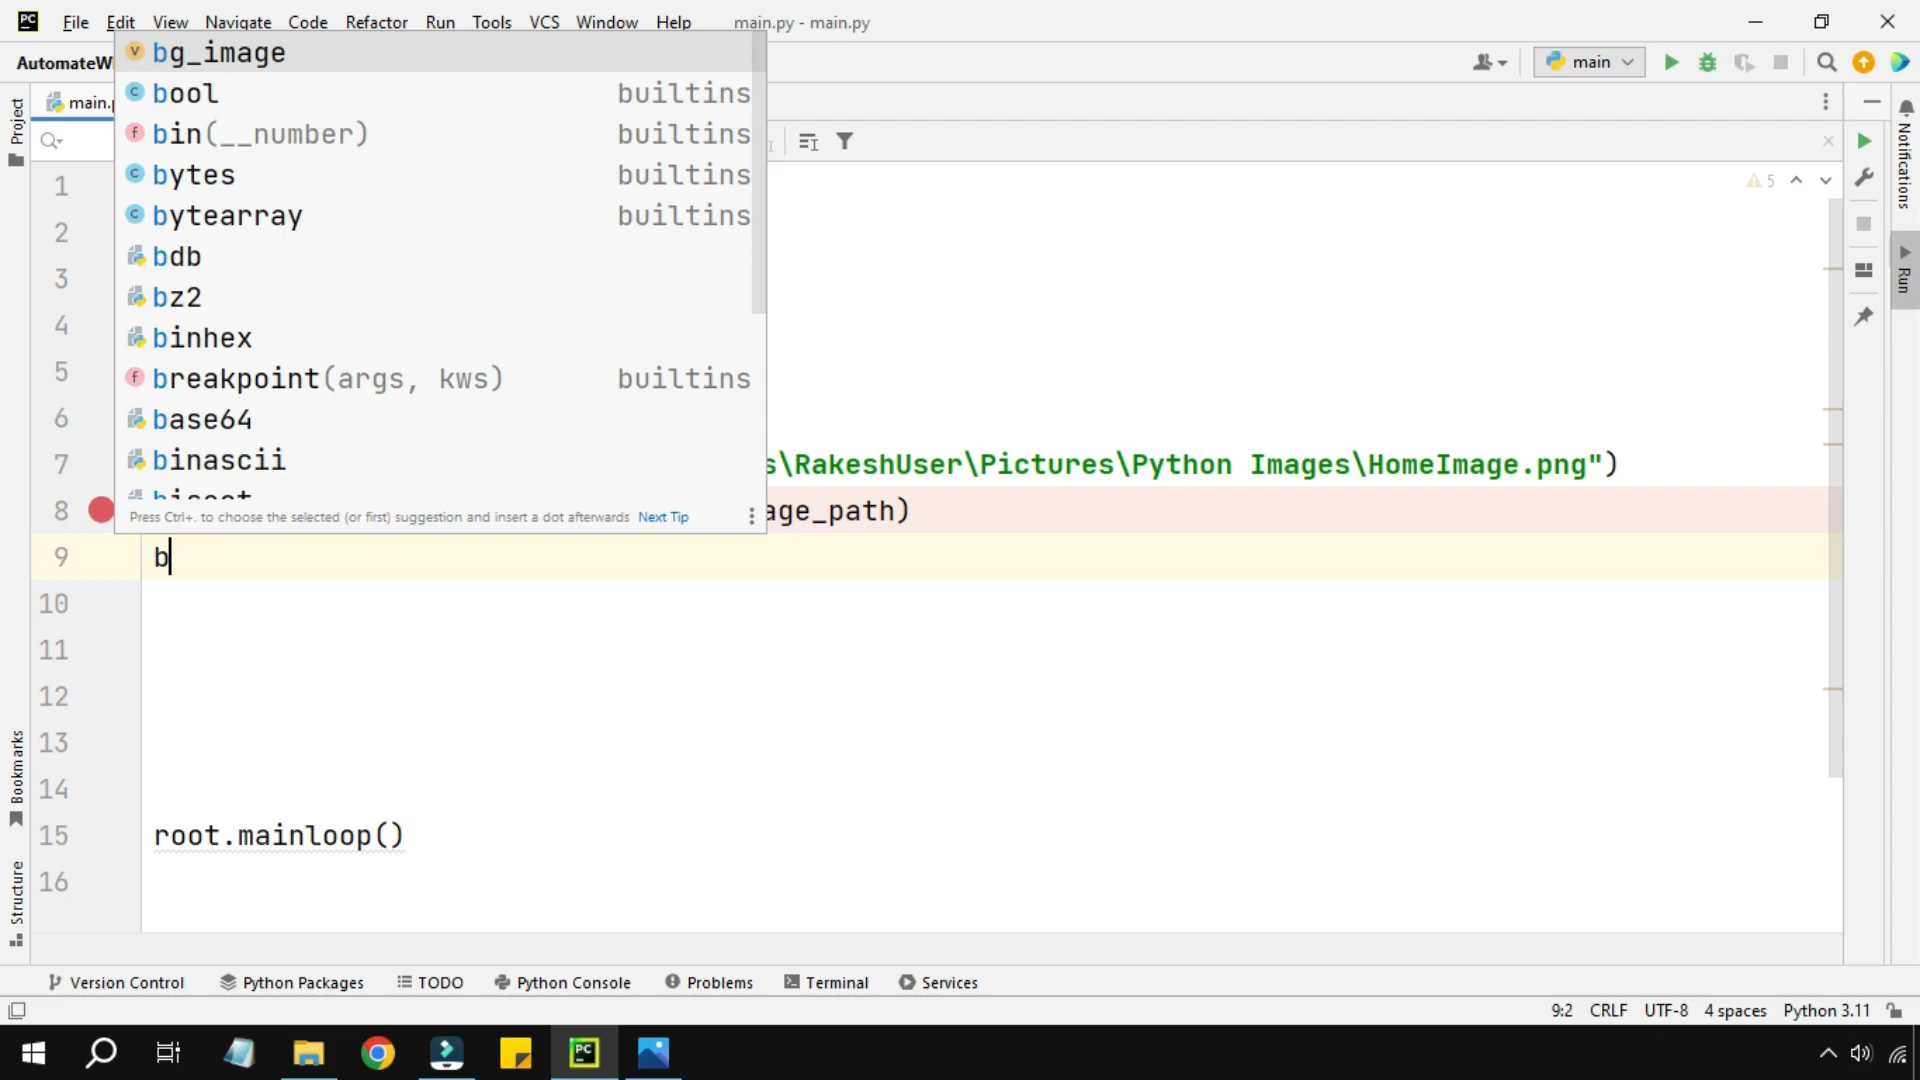 PC File Edit View Navigate Code Refactor Run Tools VCS Window Help main.py - main.py
AutomateW main
Project
main.
bg_image
bool builtins
bin(__number) builtins
bytes builtins
bytearray builtins
bdb
bz2
binhex
breakpoint(args, kws) builtins
base64
binascii
Press Ctrl+. to choose the selected (or first) suggestion and insert a dot afterwards Next Tip
5
Notifications
Run
1
2
3
4
5
6
7 s\RakeshUser\Pictures\Python Images\HomeImage.png")
8 age_path)
9 b
10
11
12
13
14
15 root.mainloop()
16
Bookmarks
Structure
Version Control Python Packages TODO Python Console Problems Terminal Services
9:2 CRLF UTF-8 4 spaces Python 3.11
PC